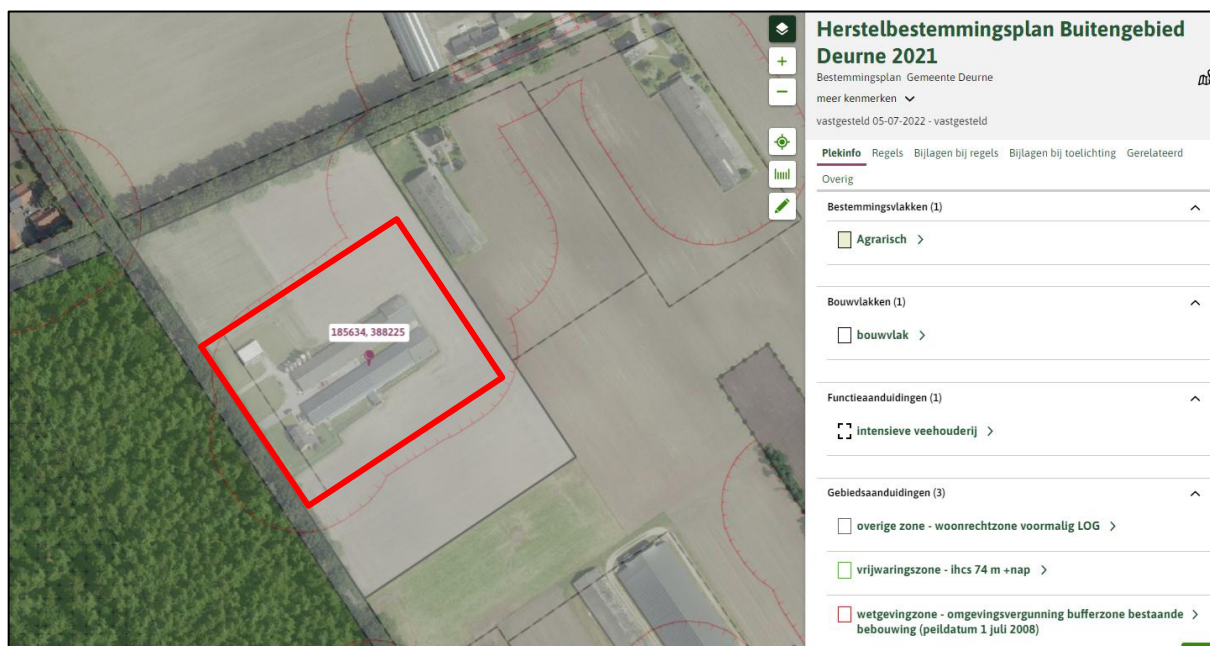 185634, 388225
+
−
Herstelbestemmingsplan Buitengebied
Deurne 2021
Bestemmingsplan Gemeente Deurne
meer kenmerken
vastgesteld 05-07-2022 - vastgesteld
Plekinfo Regels Bijlagen bij regels Bijlagen bij toelichting Gerelateerd
Overig
Bestemmingsvlakken (1)
Agrarisch >
Bouwvlakken (1)
bouwvlak >
Functieaanduidingen (1)
intensieve veehouderij >
Gebiedsaanduidingen (3)
overige zone - woonrechtzone voormalig LOG >
vrijwaringszone - ihcs 74 m +nap >
wetgevingzone - omgevingsvergunning bufferzone bestaande >
bebouwing (peildatum 1 juli 2008)